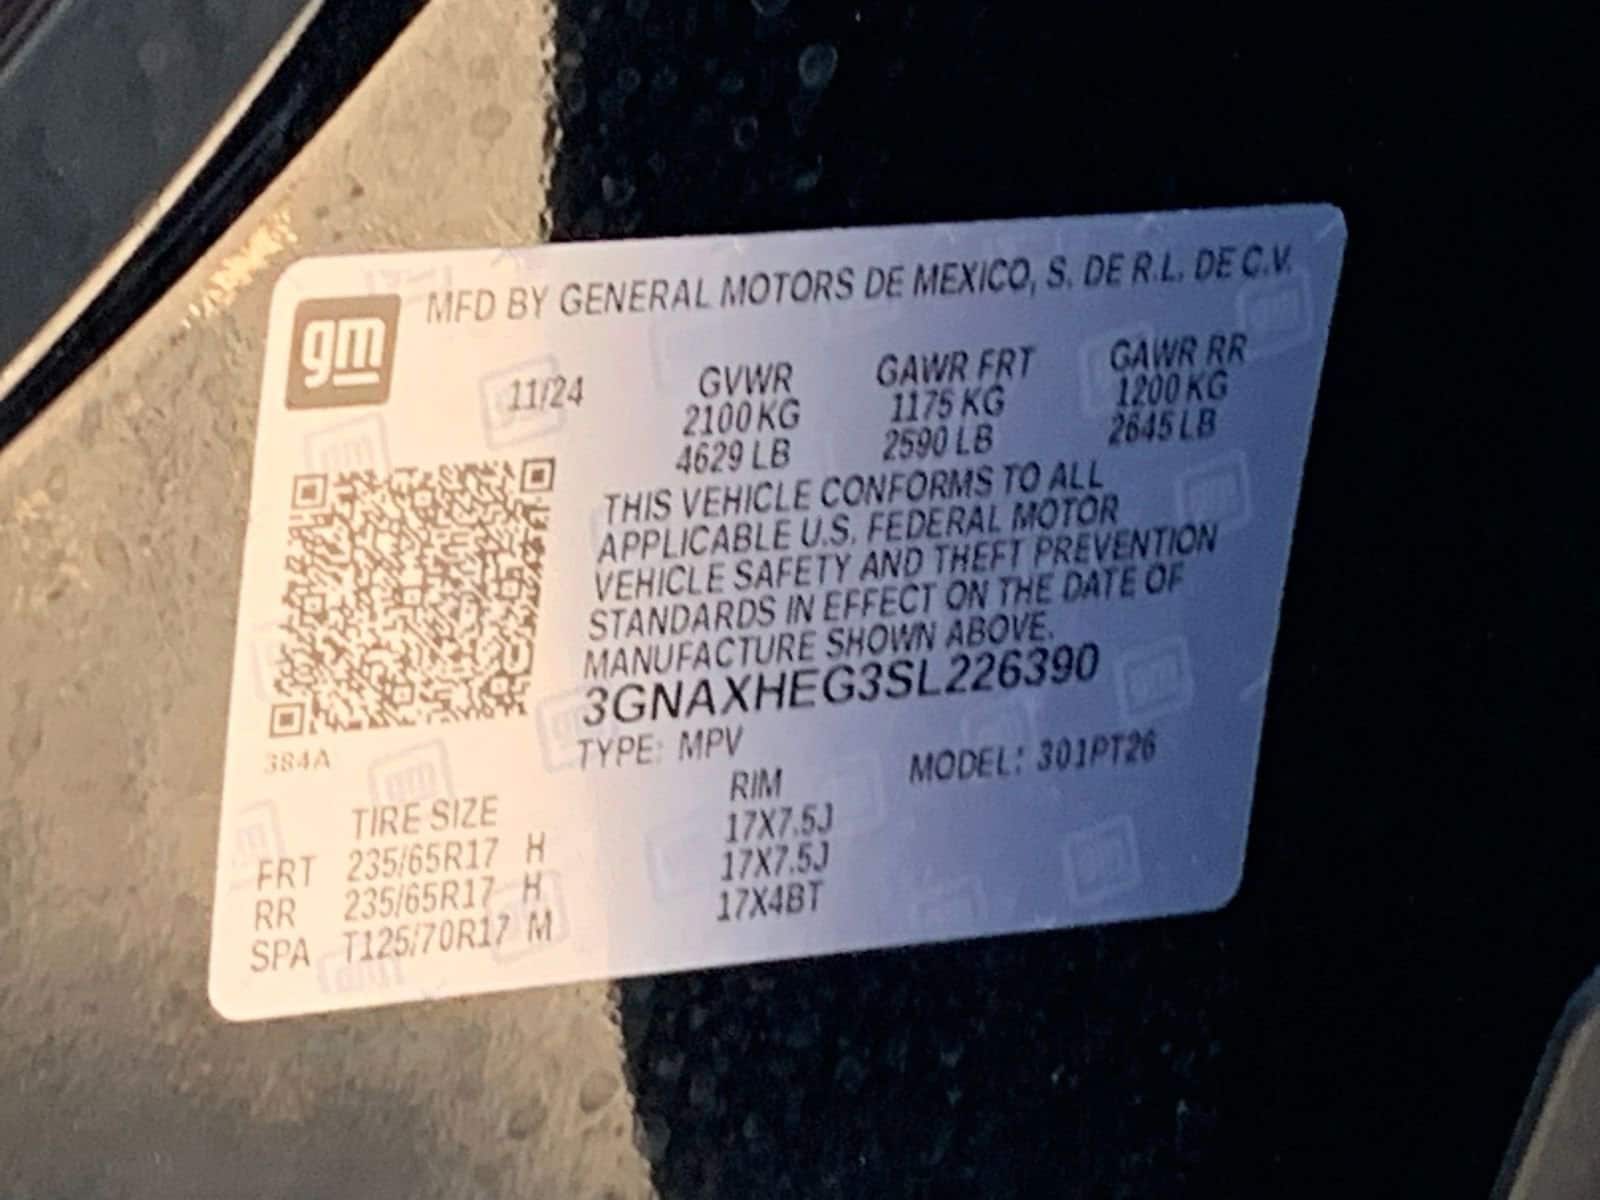 gm
MFD BY GENERAL MOTORS DE MEXICO, S. DE R.L. DE C.V.
11/24 GVWR GAWR FRT GAWR RR
2100 KG 1175 KG 1200 KG
4629 LB 2590 LB 2645 LB
THIS VEHICLE CONFORMS TO ALL
APPLICABLE U.S. FEDERAL MOTOR
VEHICLE SAFETY AND THEFT PREVENTION
STANDARDS IN EFFECT ON THE DATE OF
MANUFACTURE SHOWN ABOVE.
3GNAXHEG3SL226390
384A
TYPE: MPV MODEL: 301PT26
TIRE SIZE RIM
FRT 235/65R17 H 17X7.5J
RR 235/65R17 H 17X7.5J
SPA T125/70R17 M 17X4BT